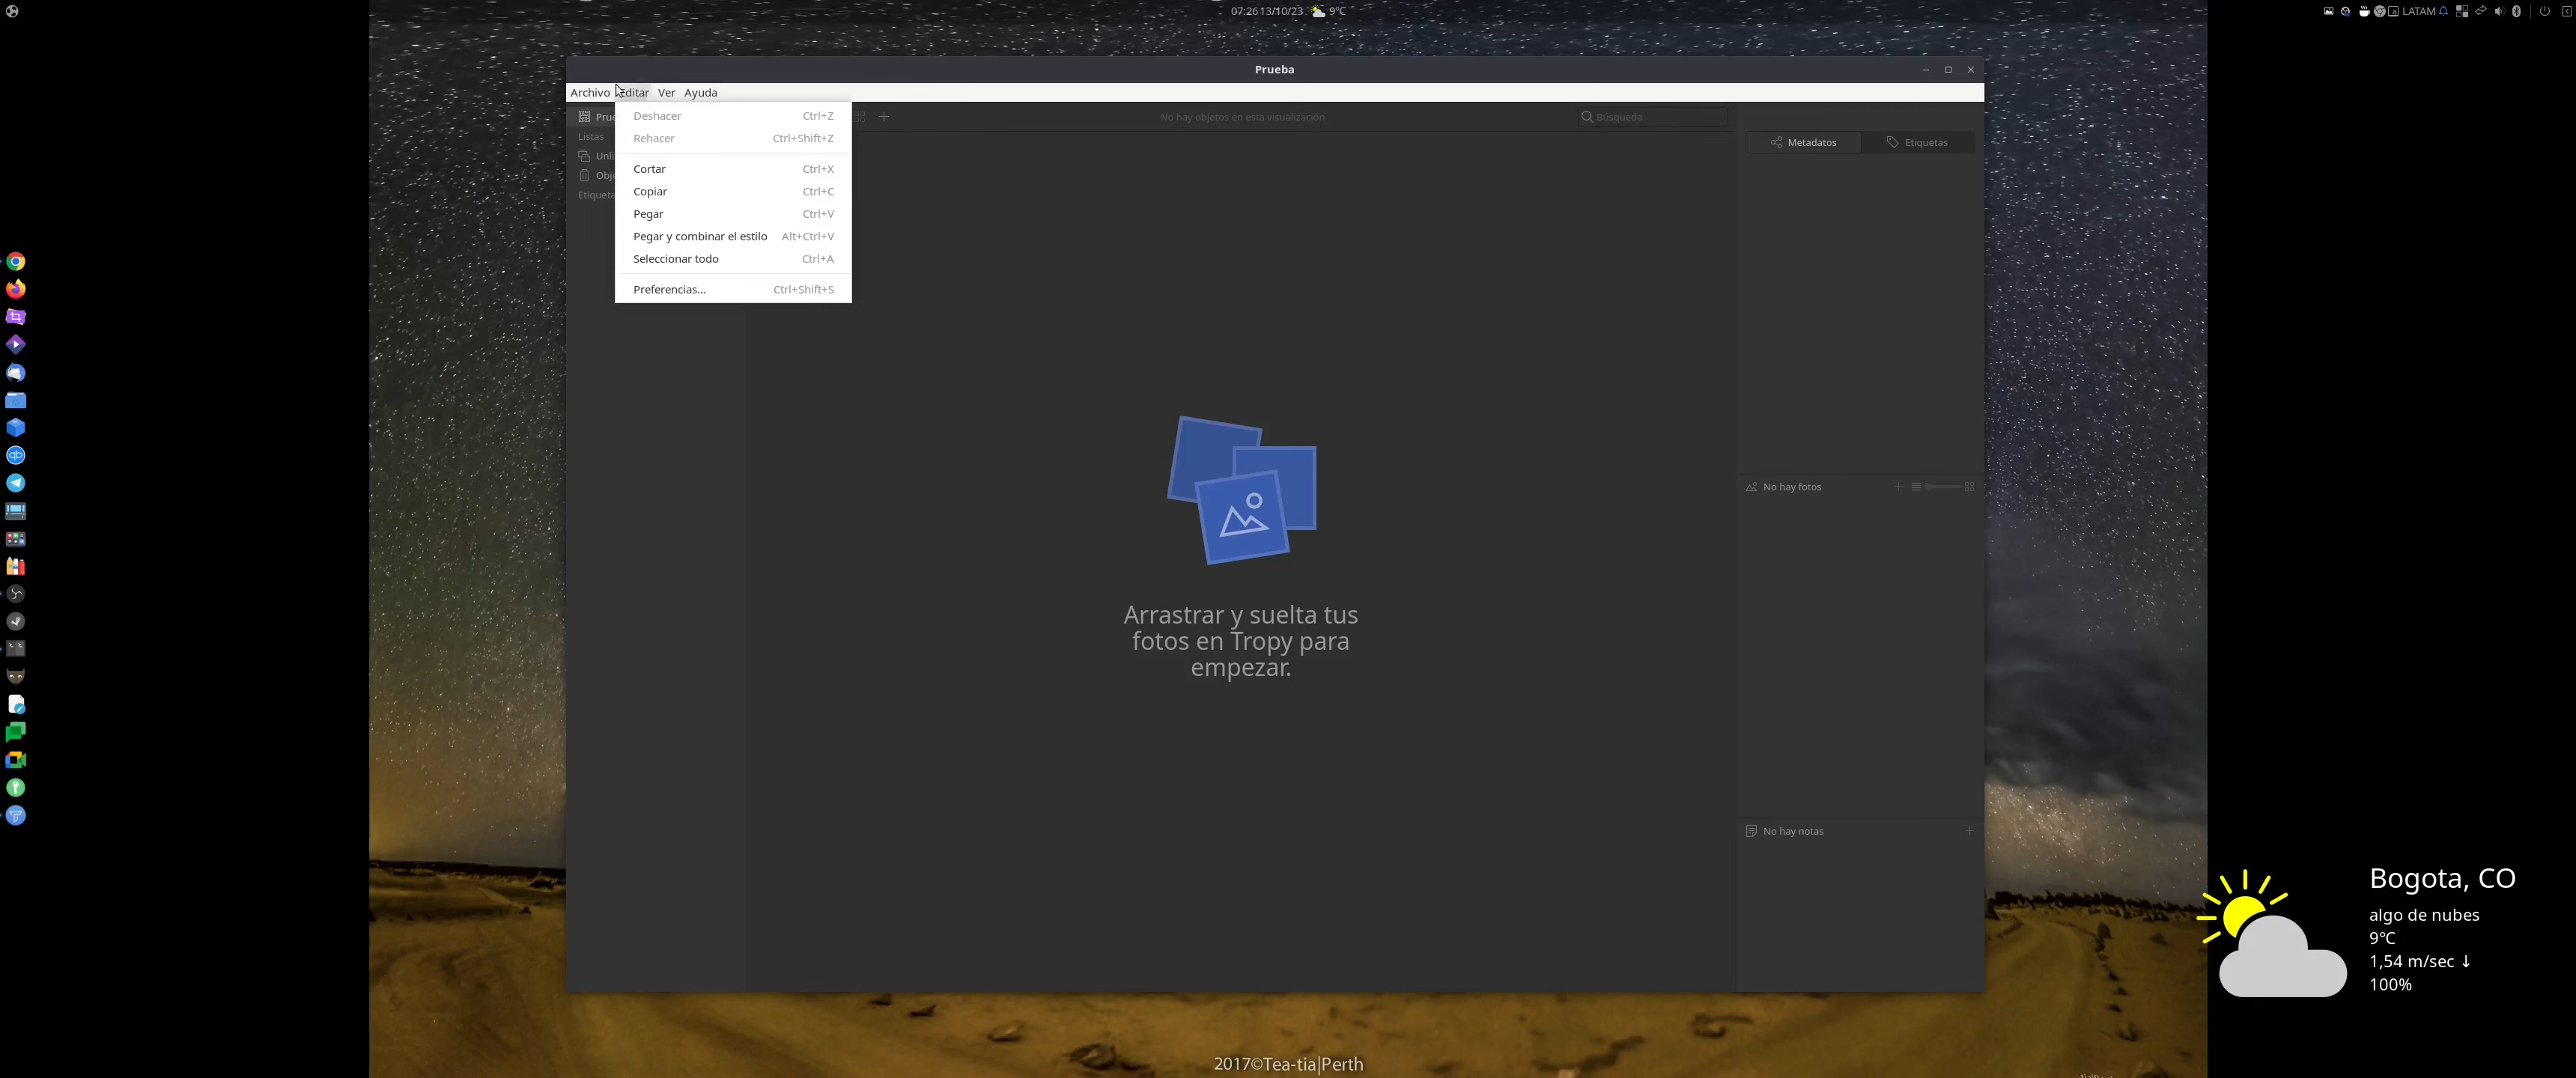 07:26 13/10/23 9°C
LATAM
Prueba
Archivo Editar Ver Ayuda
Deshacer Ctrl+Z
Rehacer Ctrl+Shift+Z
Cortar Ctrl+X
Copiar Ctrl+C
Pegar Ctrl+V
Pegar y combinar el estilo Alt+Ctrl+V
Seleccionar todo Ctrl+A
Preferencias... Ctrl+Shift+S
Listas
No hay objetos en esta visualización
Búsqueda
Metadatos
Etiquetas
No hay fotos
No hay notas
Arrastrar y suelta tus
fotos en Tropy para
empezar.
Bogota, CO
algo de nubes
9°C
1,54 m/sec ↓
100%
2017©Tea-tia|Perth